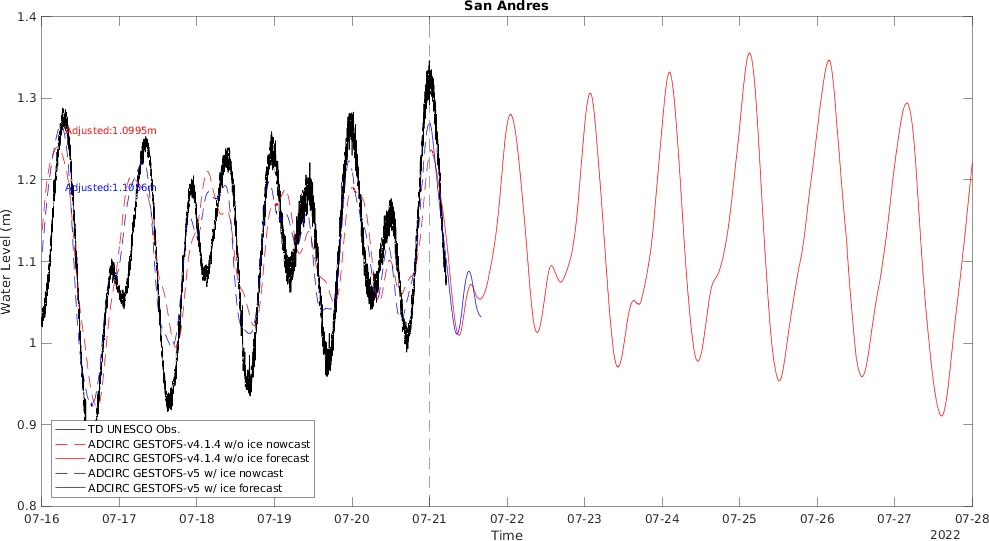 San Andres
1.4
1.3
1.2
1.1
1
0.9
0.8
Water Level (m)
Adjusted:1.0995m
Adjusted:1.1096m
TD UNESCO Obs.
ADCIRC GESTOFS-v4.1.4 w/o ice nowcast
ADCIRC GESTOFS-v4.1.4 w/o ice forecast
ADCIRC GESTOFS-v5 w/ ice nowcast
ADCIRC GESTOFS-v5 w/ ice forecast
07-16 07-17 07-18 07-19 07-20 07-21 07-22 07-23 07-24 07-25 07-26 07-27 07-28
Time
2022